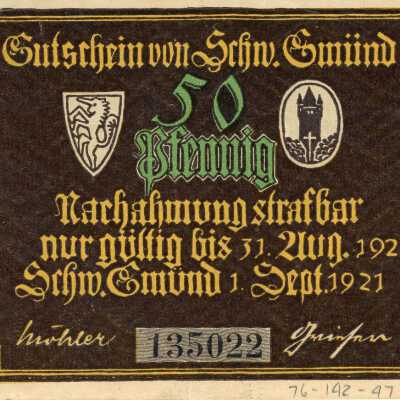 Gutschein von Schw. Gmünd
50
Pfennig
Nachahmung strafbar
nur gültig bis 31. Aug. 192
Schw. Gmünd 1. Sept. 1921
Möhler
135022
76-142-47